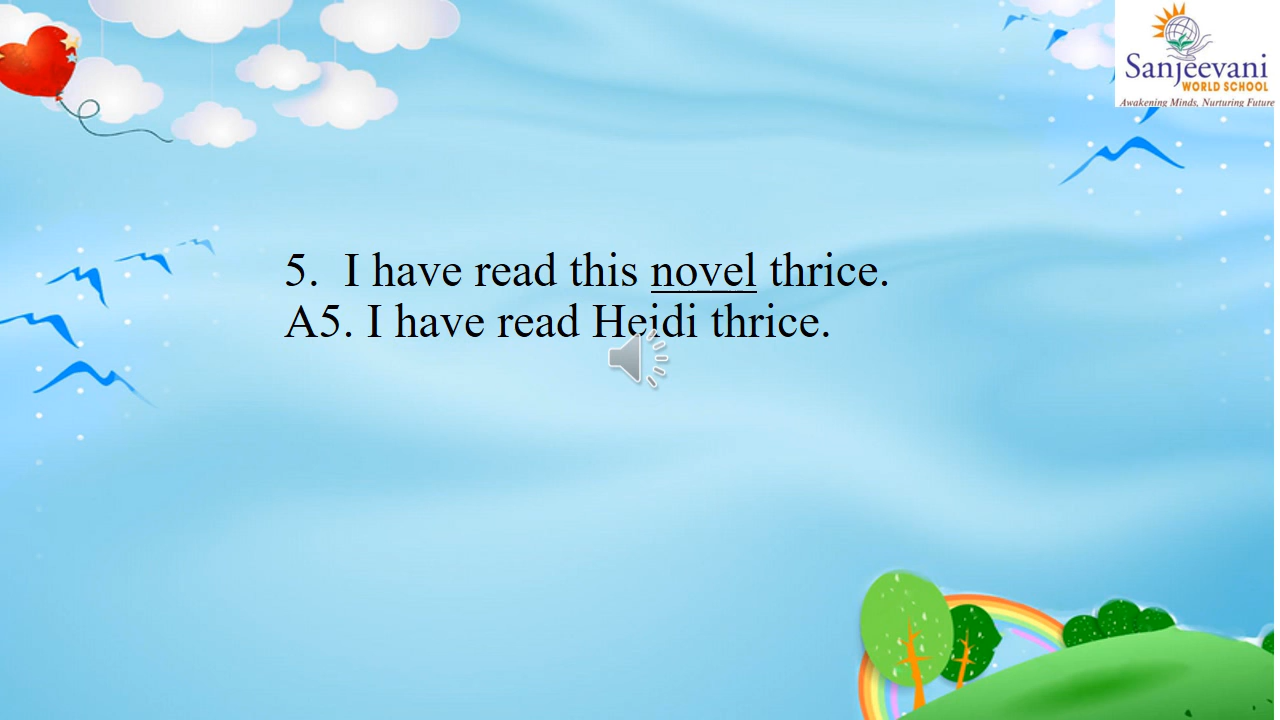 Sanjeevani
WORLD SCHOOL
Awakening Minds, Nurturing Future
5. I have read this novel thrice.
A5. I have read Heidi thrice.